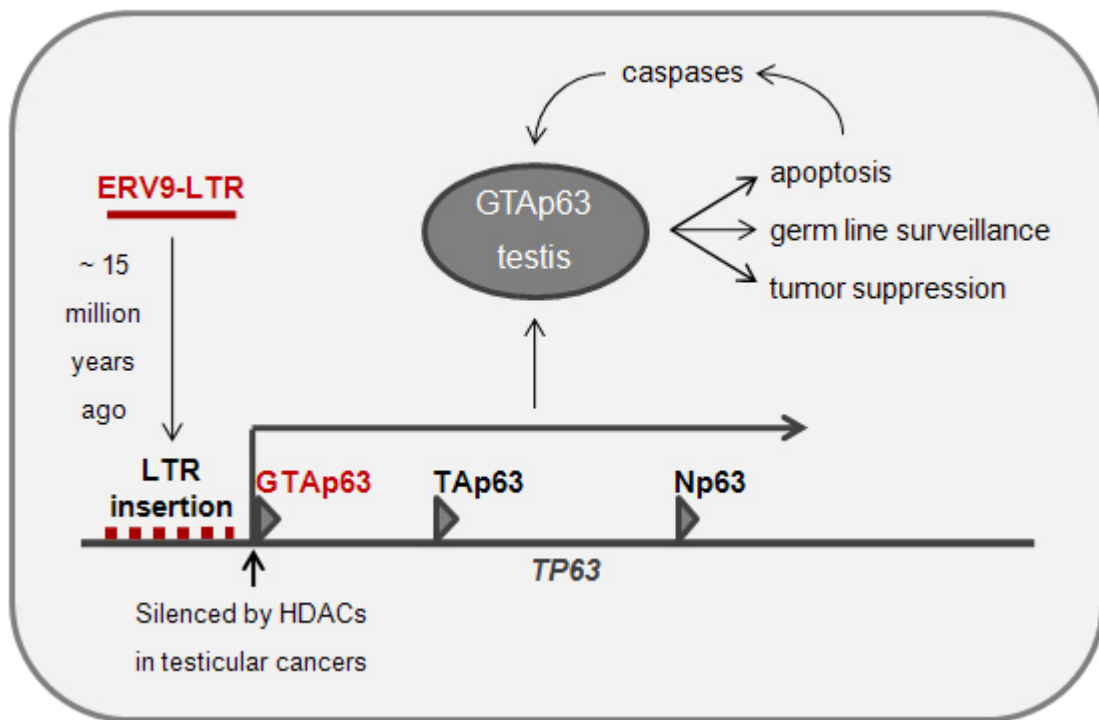 caspases
ERV9-LTR
~ 15
million
years
ago
GTAp63
testis
apoptosis
germ line surveillance
tumor suppression
LTR
insertion
GTAp63
TAp63
Np63
TP63
Silenced by HDACs
in testicular cancers